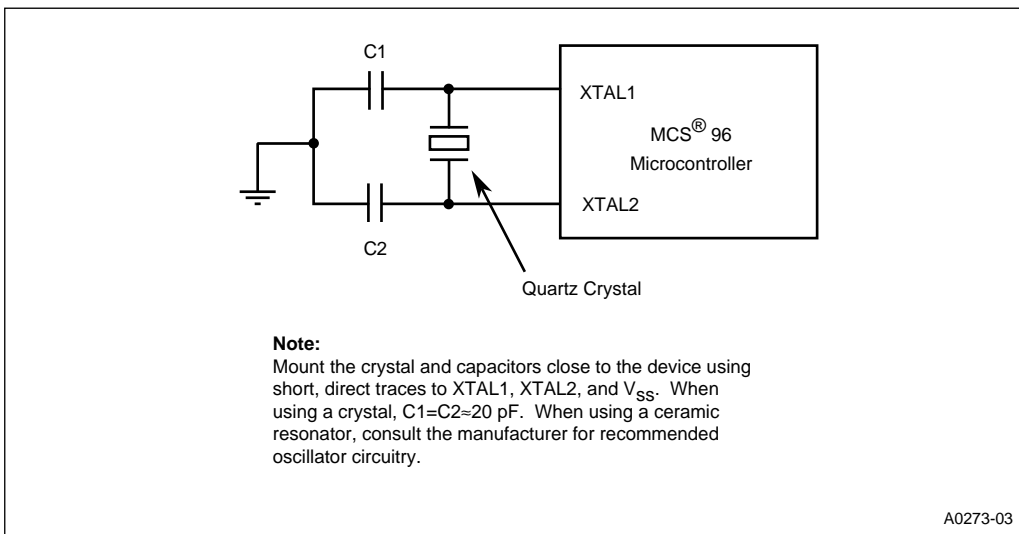 C1
XTAL1
MCS® 96
Microcontroller
XTAL2
C2
Quartz Crystal
Note:
Mount the crystal and capacitors close to the device using
short, direct traces to XTAL1, XTAL2, and VSS. When
using a crystal, C1=C2≈20 pF. When using a ceramic
resonator, consult the manufacturer for recommended
oscillator circuitry.
A0273-03